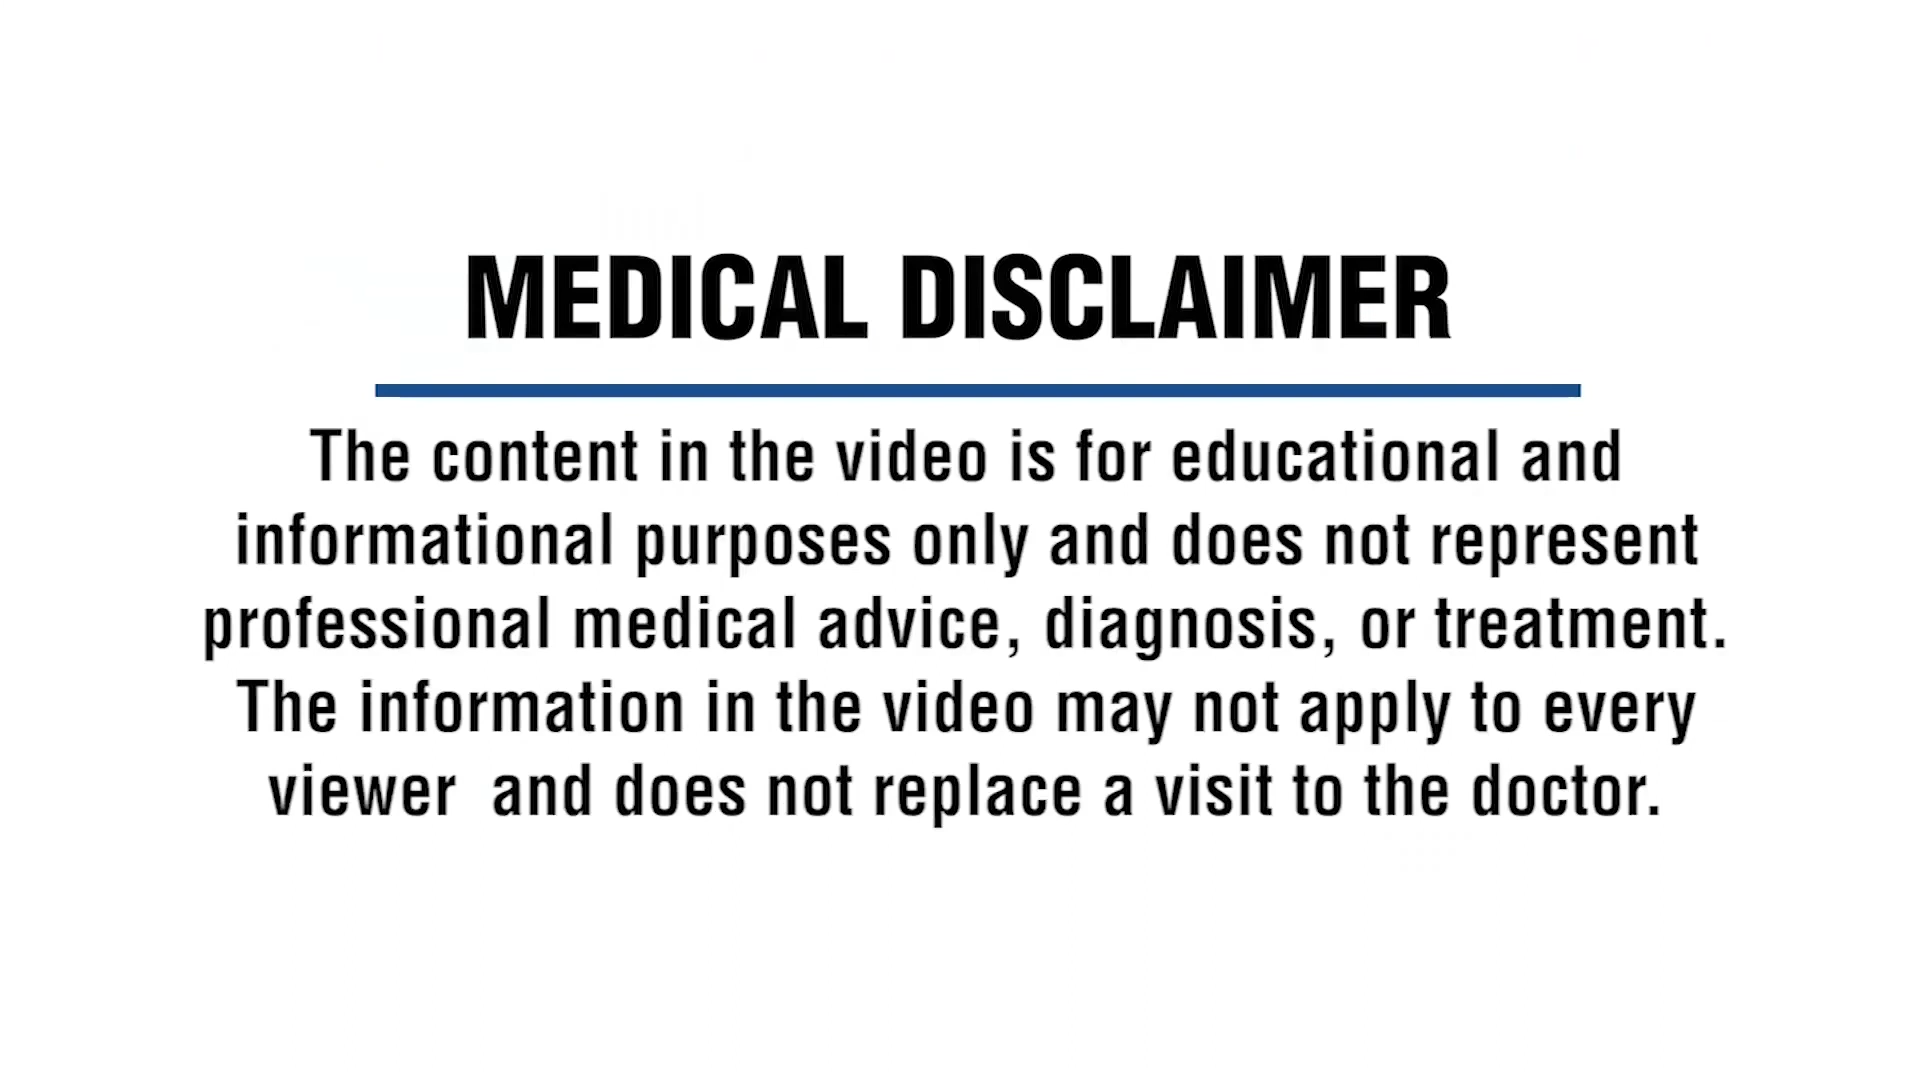 MEDICAL DISCLAIMER
The content in the video is for educational and
informational purposes only and does not represent
professional medical advice, diagnosis, or treatment.
The information in the video may not apply to every
viewer  and does not replace a visit to the doctor.